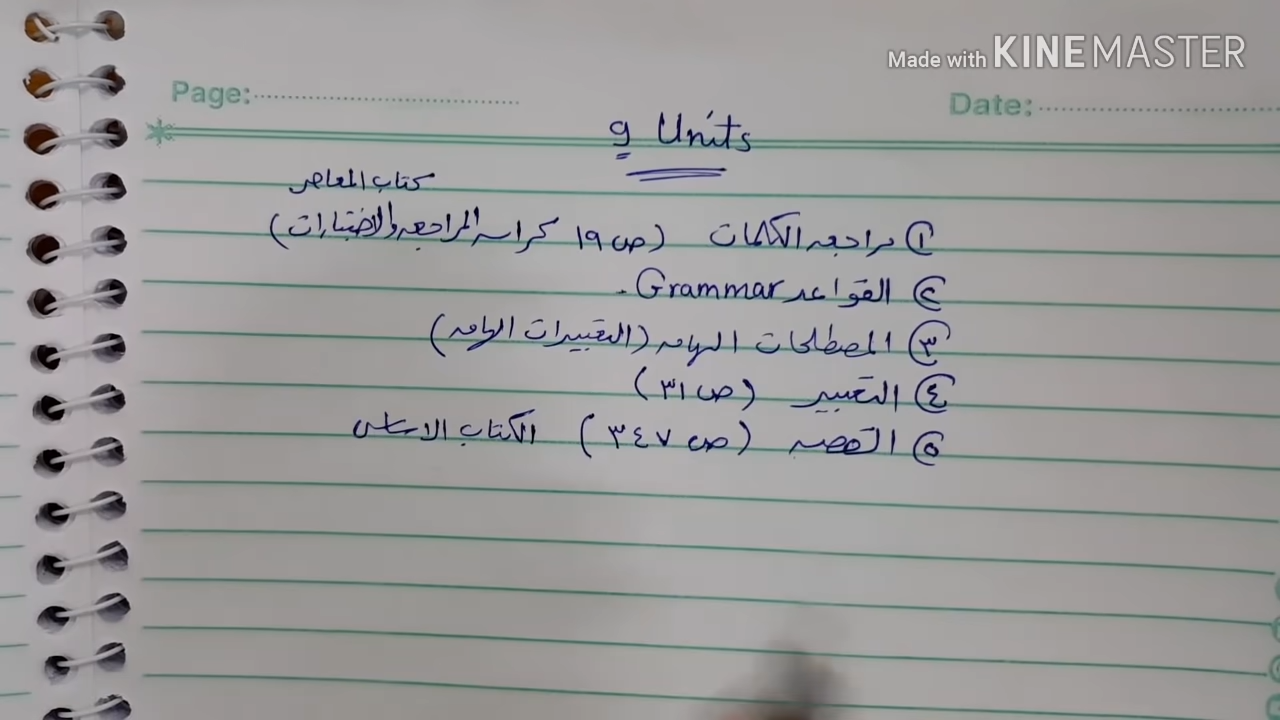 Made with KINEMASTER
Page:
Date:
9 Units
كتاب المعاصر
١ مراجعه الكلمات (ص ١٩ كراسه المراجعه والاختبارات)
٢ القواعد Grammar.
٣ المصطلحات الهامه (التعبيرات الهامه)
٤ التعبير (ص ٣١)
٥ القصه (ص ٣٤٧) الكتاب الاساسى